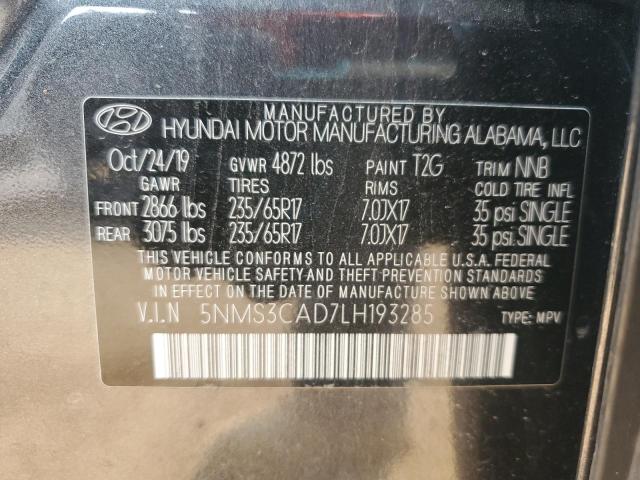 MANUFACTURED BY
HYUNDAI MOTOR MANUFACTURING ALABAMA, LLC
Oct/24/19 GVWR 4872 lbs PAINT T2G TRIM NNB
GAWR TIRES RIMS COLD TIRE INFL
FRONT 2866 lbs 235/65R17 7.0JX17 35 psi SINGLE
REAR 3075 lbs 235/65R17 7.0JX17 35 psi SINGLE
THIS VEHICLE CONFORMS TO ALL APPLICABLE U.S.A. FEDERAL
MOTOR VEHICLE SAFETY AND THEFT PREVENTION STANDARDS
IN EFFECT ON THE DATE OF MANUFACTURE SHOWN ABOVE.
V.I.N 5NMS3CAD7LH193285 TYPE: MPV